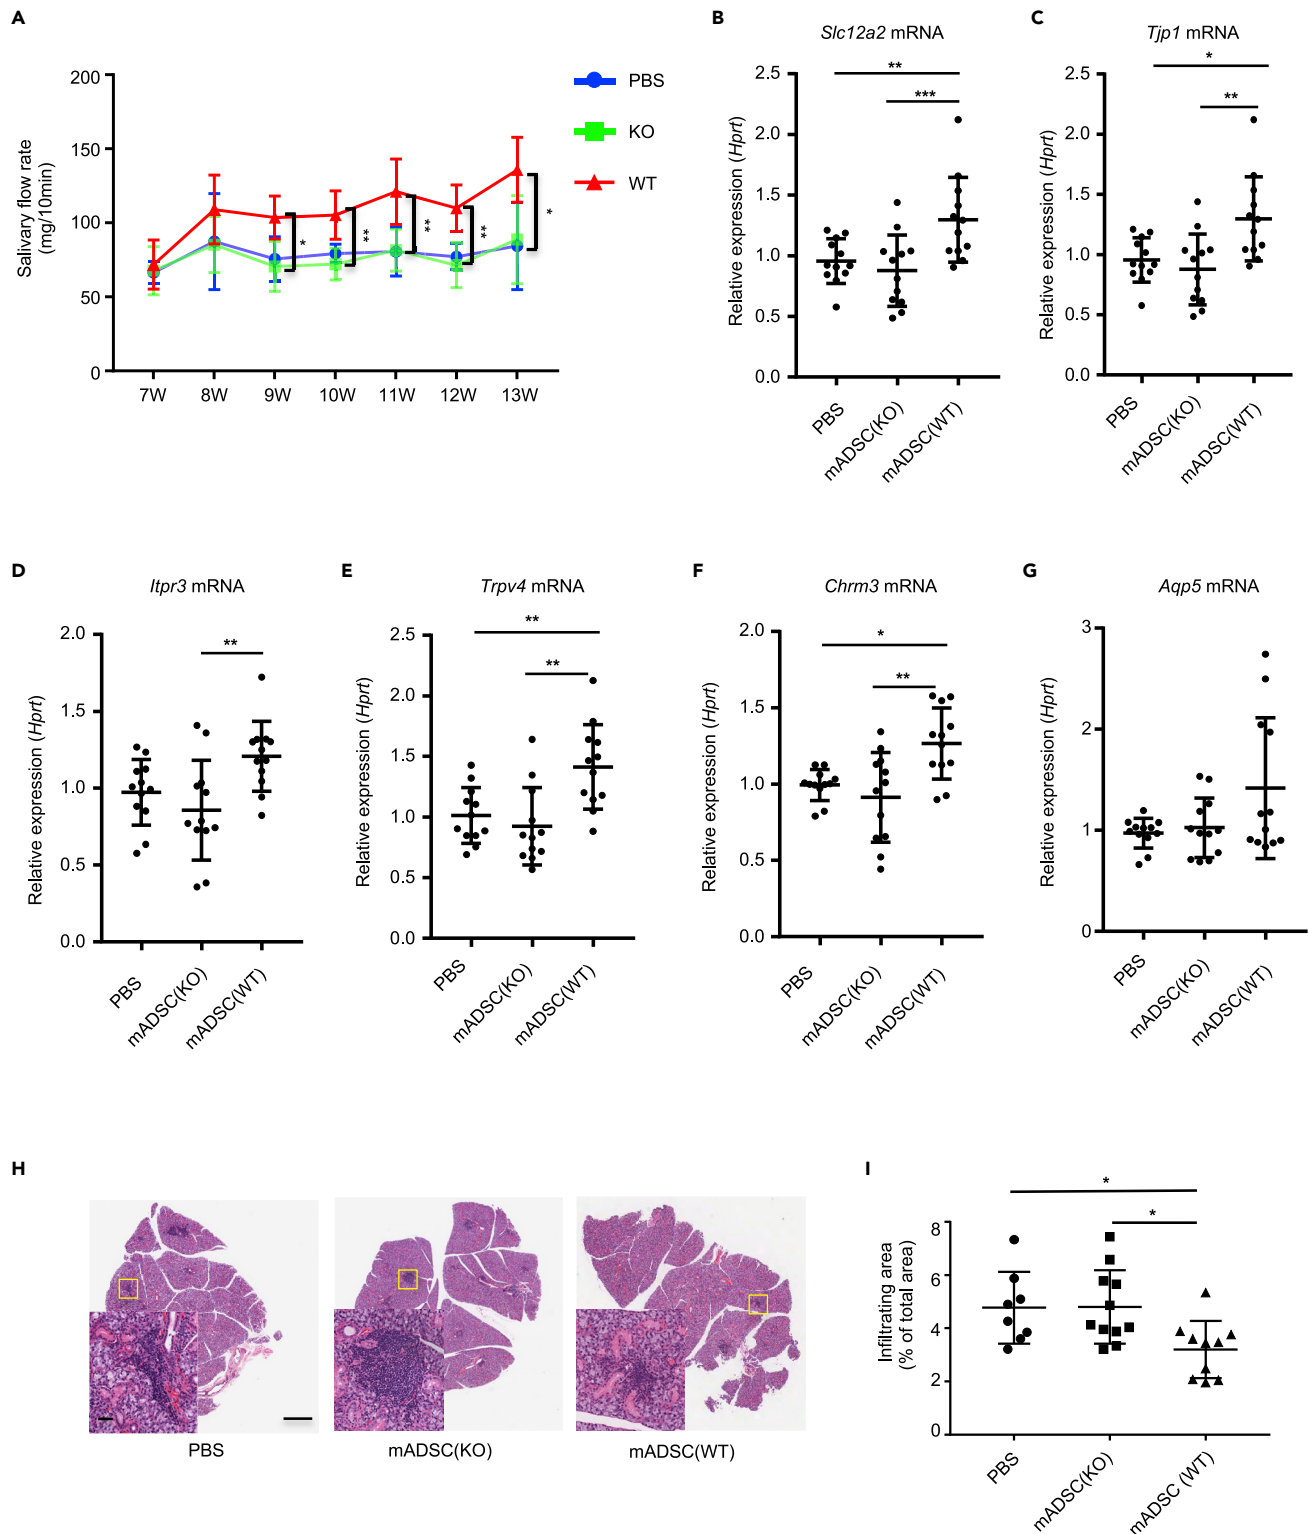 A
200
150
100
50
0
Salivary flow rate
(mg/10min)
7W 8W 9W 10W 11W 12W 13W
PBS
KO
WT
* ** ** ** *
B
Slc12a2 mRNA
**
***
2.5
2.0
1.5
1.0
0.5
0.0
Relative expression (Hprt)
PBS
mADSC(KO)
mADSC(WT)
C
Tjp1 mRNA
*
**
2.5
2.0
1.5
1.0
0.5
0.0
Relative expression (Hprt)
PBS
mADSC(KO)
mADSC(WT)
D
Itpr3 mRNA
**
2.0
1.5
1.0
0.5
0.0
Relative expression (Hprt)
PBS
mADSC(KO)
mADSC(WT)
E
Trpv4 mRNA
**
**
2.5
2.0
1.5
1.0
0.5
0.0
Relative expression (Hprt)
PBS
mADSC(KO)
mADSC(WT)
F
Chrm3 mRNA
*
**
2.0
1.5
1.0
0.5
0.0
Relative expression (Hprt)
PBS
mADSC(KO)
mADSC(WT)
G
Aqp5 mRNA
3
2
1
0
Relative expression (Hprt)
PBS
mADSC(KO)
mADSC(WT)
H
PBS
mADSC(KO)
mADSC(WT)
I
*
*
8
6
4
2
0
Infiltrating area
(% of total area)
PBS
mADSC(KO)
mADSC (WT)